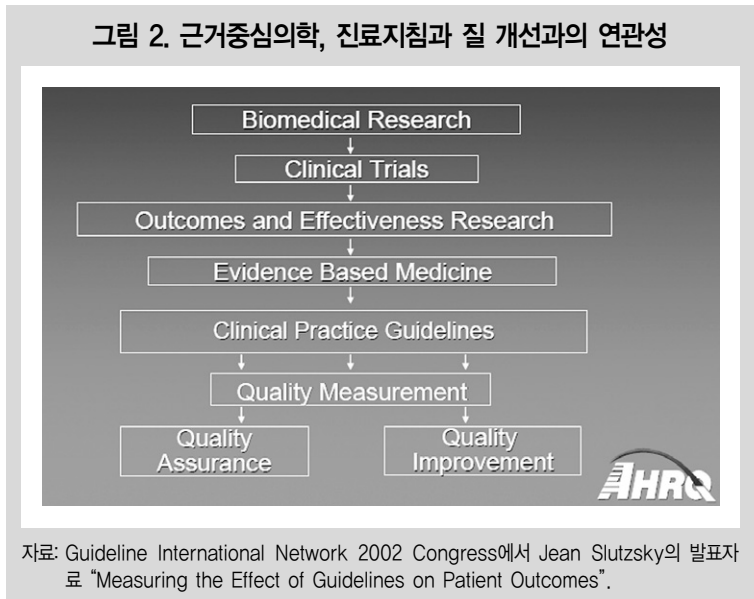 그림 2. 근거중심의학, 진료지침과 질 개선과의 연관성
Biomedical Research
Clinical Trials
Outcomes and Effectiveness Research
Evidence Based Medicine
Clinical Practice Guidelines
Quality Measurement
Quality
Assurance
Quality
Improvement
AHRQ
자료: Guideline International Network 2002 Congress에서 Jean Slutzsky의 발표자
료 “Measuring the Effect of Guidelines on Patient Outcomes”.